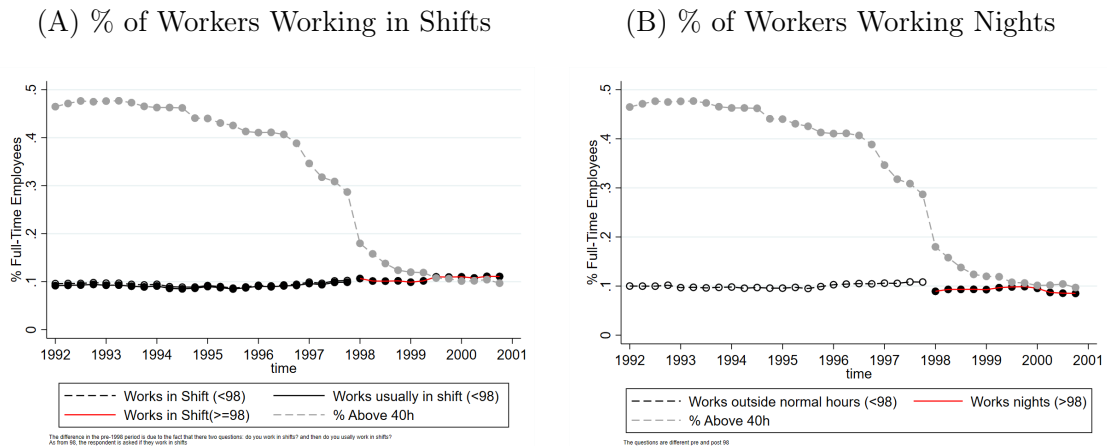 (A) % of Workers Working in Shifts
% Full-Time Employees
.5
.4
.3
.2
.1
0
1992 1993 1994 1995 1996 1997 1998 1999 2000 2001
time
Works in Shift (<98) Works usually in shift (<98)
Works in Shift(>=98) % Above 40h
The difference in the pre-1998 period is due to the fact that there two questions: do you work in shifts? and then do you usally work in shifts?
As from 98, the respondent is asked if they work in shifts
(B) % of Workers Working Nights
% Full-Time Employees
.5
.4
.3
.2
.1
0
1992 1993 1994 1995 1996 1997 1998 1999 2000 2001
time
Works outside normal hours (<98) Works nights (>98)
% Above 40h
The questions are different pre and post 98